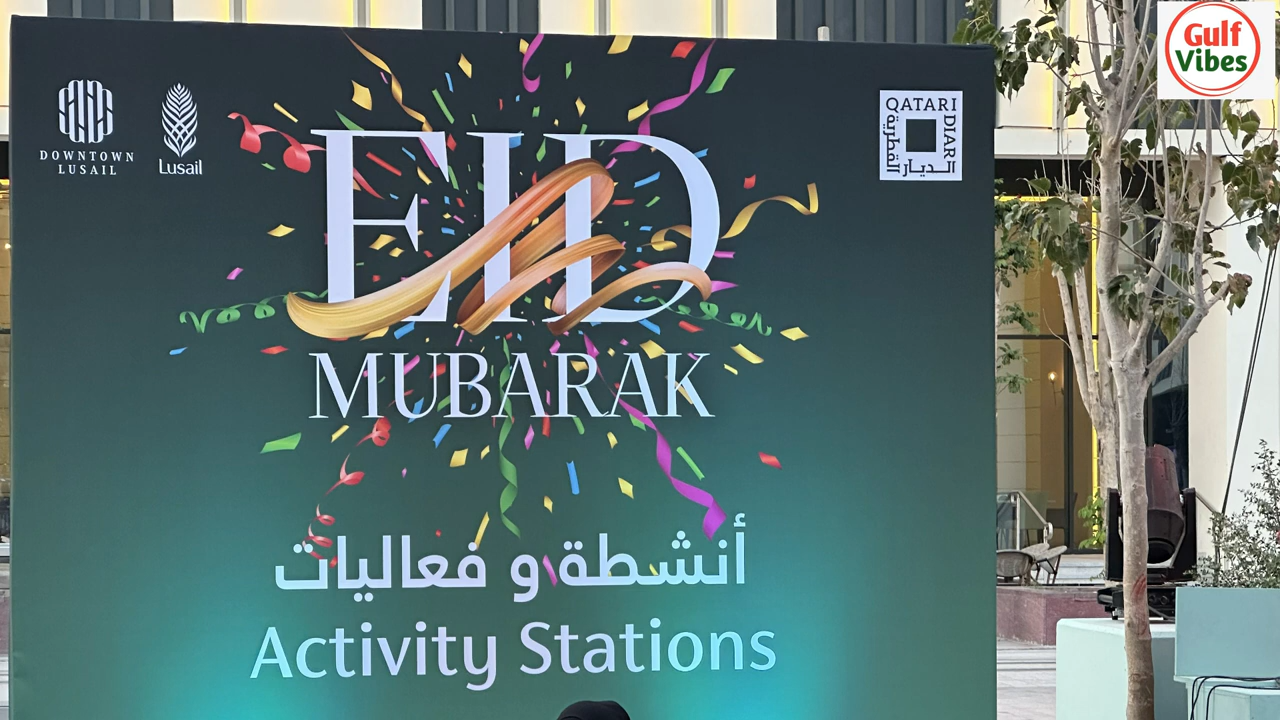 Gulf
Vibes
DOWNTOWN
LUSAIL
Lusail
QATARI
DIAR
الديار
القطرية
EID
MUBARAK
أنشطة و فعاليات
Activity Stations